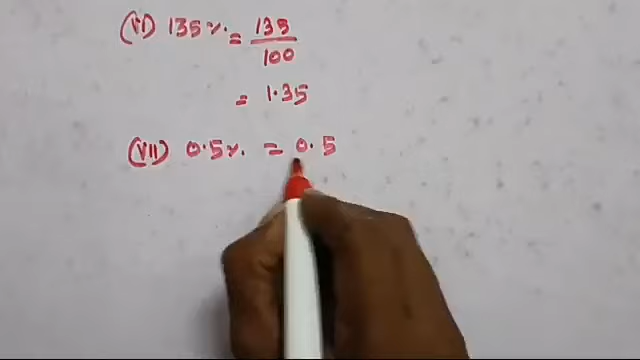 (VI) 135 %. = 135
100
= 1.35
(VII) 0.5 %. = 0.5